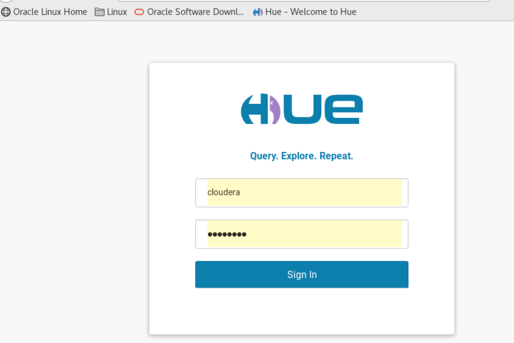 Oracle Linux Home Linux Oracle Software Downl... Hue - Welcome to Hue
HUE
Query. Explore. Repeat.
cloudera
Sign In